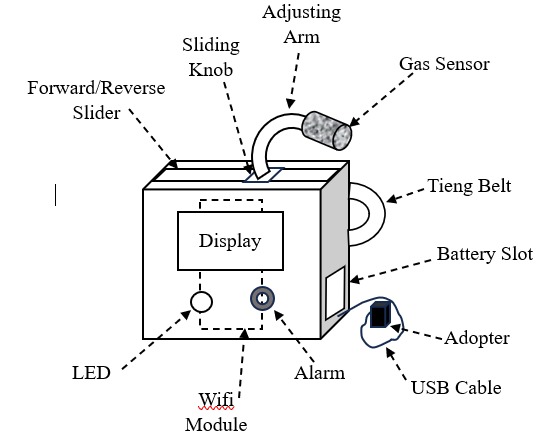 Adjusting
Arm
Sliding
Knob
Gas Sensor
Forward/Reverse
Slider
Tieng Belt
Display
Battery Slot
Adopter
LED
Alarm
USB Cable
Wifi
Module